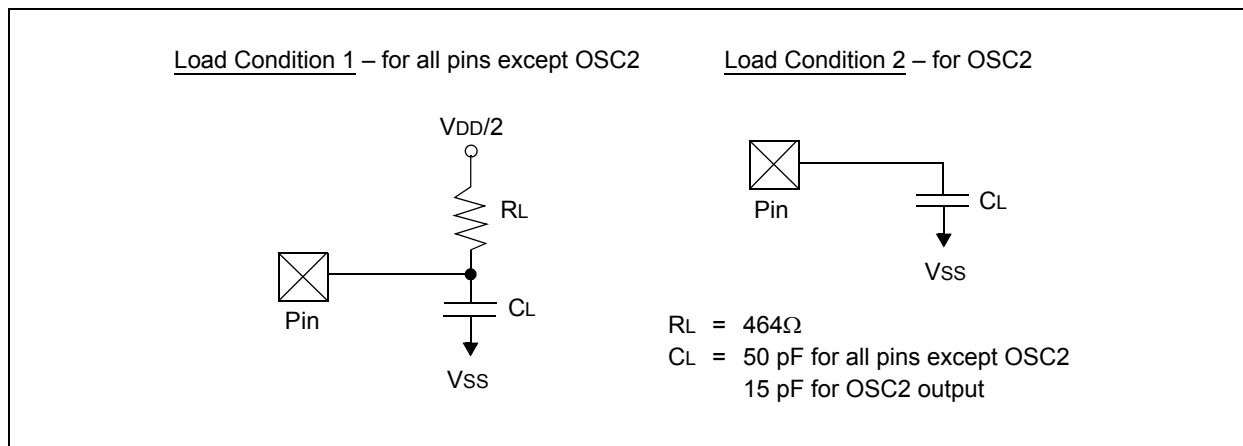 Load Condition 1 – for all pins except OSC2
VDD/2
RL
Pin
CL
VSS
Load Condition 2 – for OSC2
Pin
CL
VSS
RL = 464Ω
CL = 50 pF for all pins except OSC2
15 pF for OSC2 output